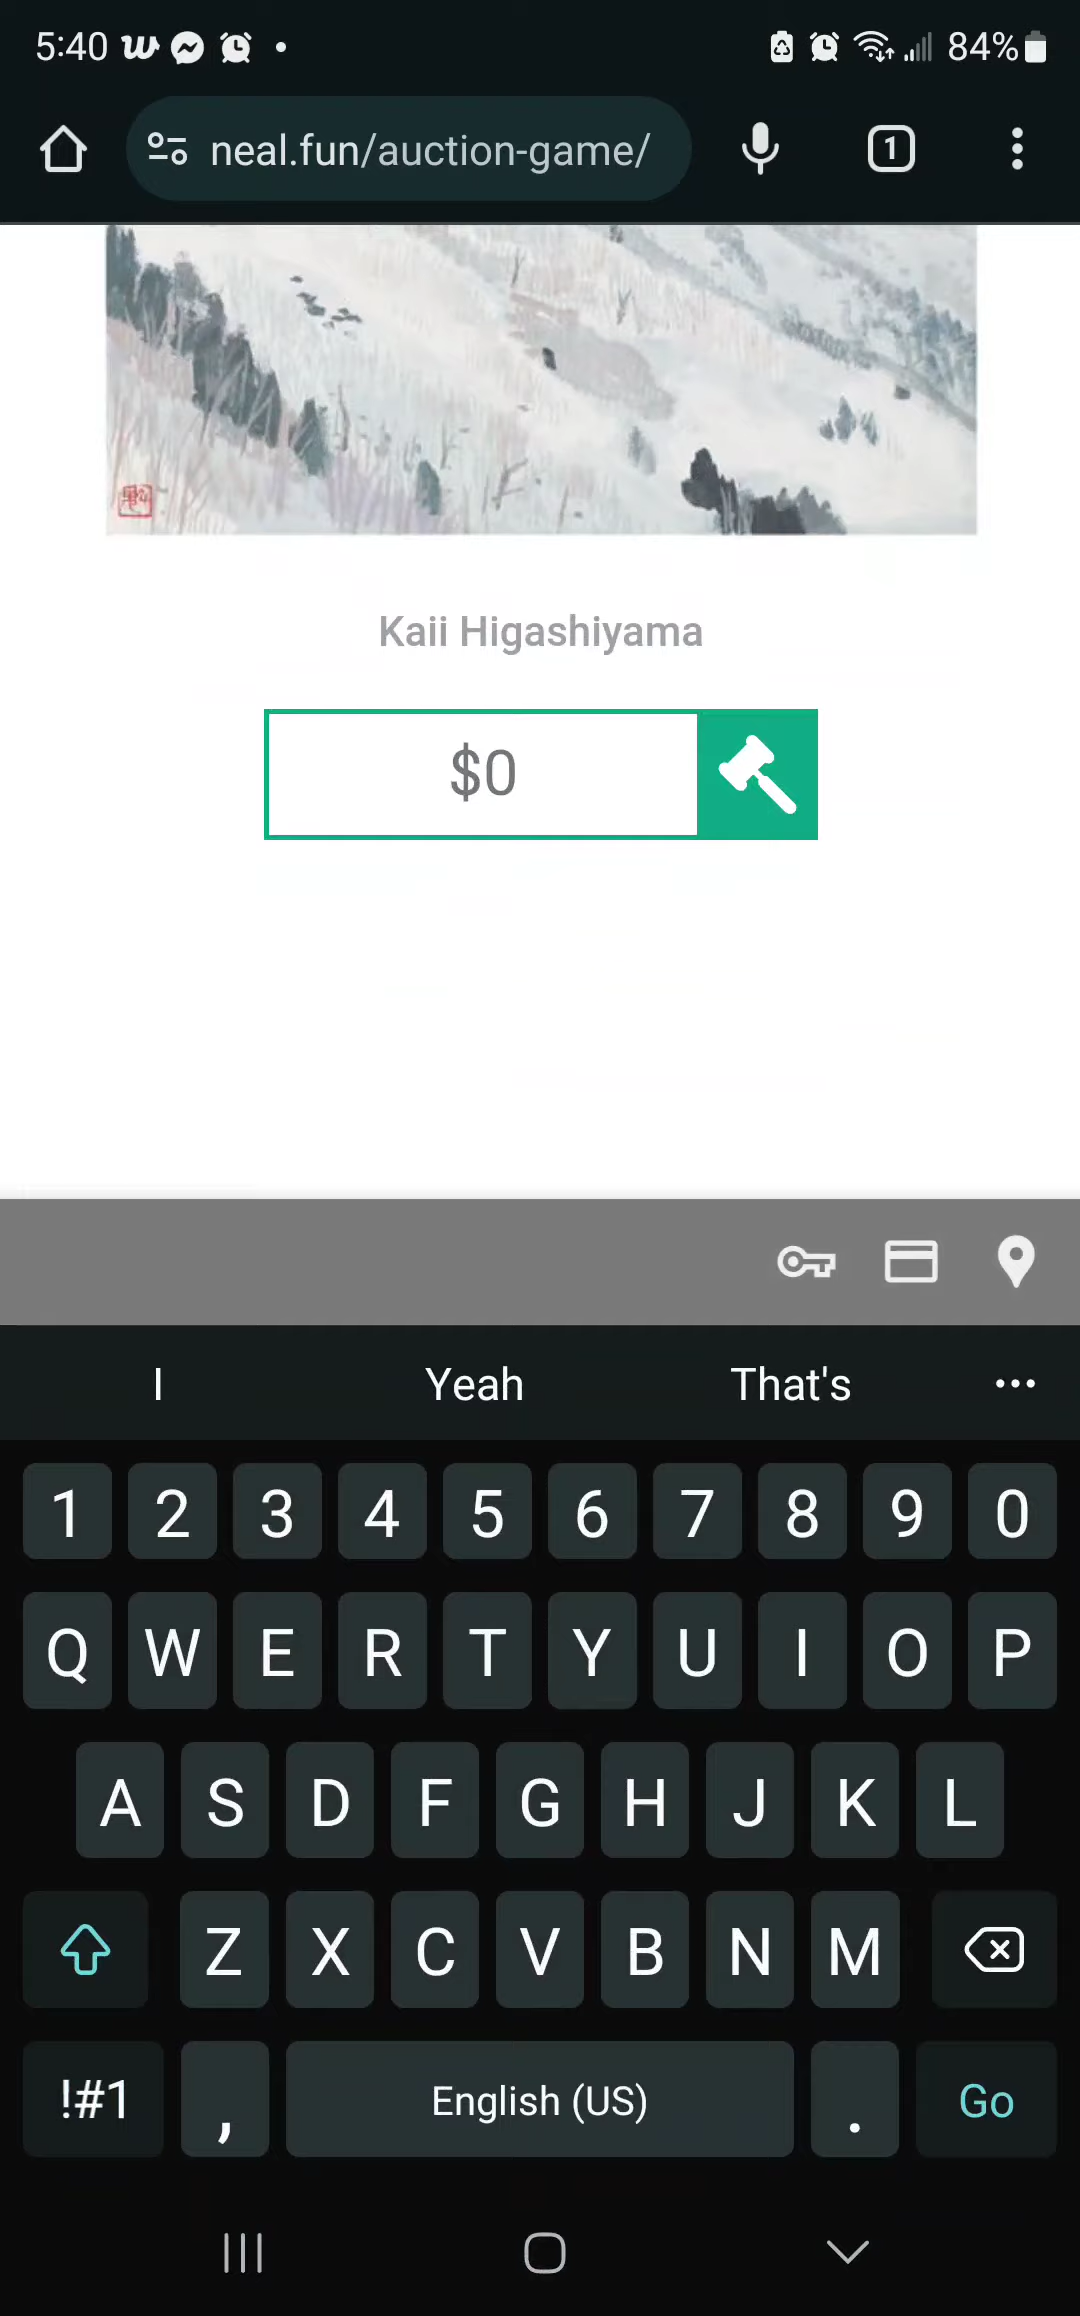 5:40
84%
neal.fun/auction-game/
1
Kaii Higashiyama
$0
I Yeah That's ...
1 2 3 4 5 6 7 8 9 0
Q W E R T Y U I O P
A S D F G H J K L
Z X C V B N M
!#1 , English (US) . Go